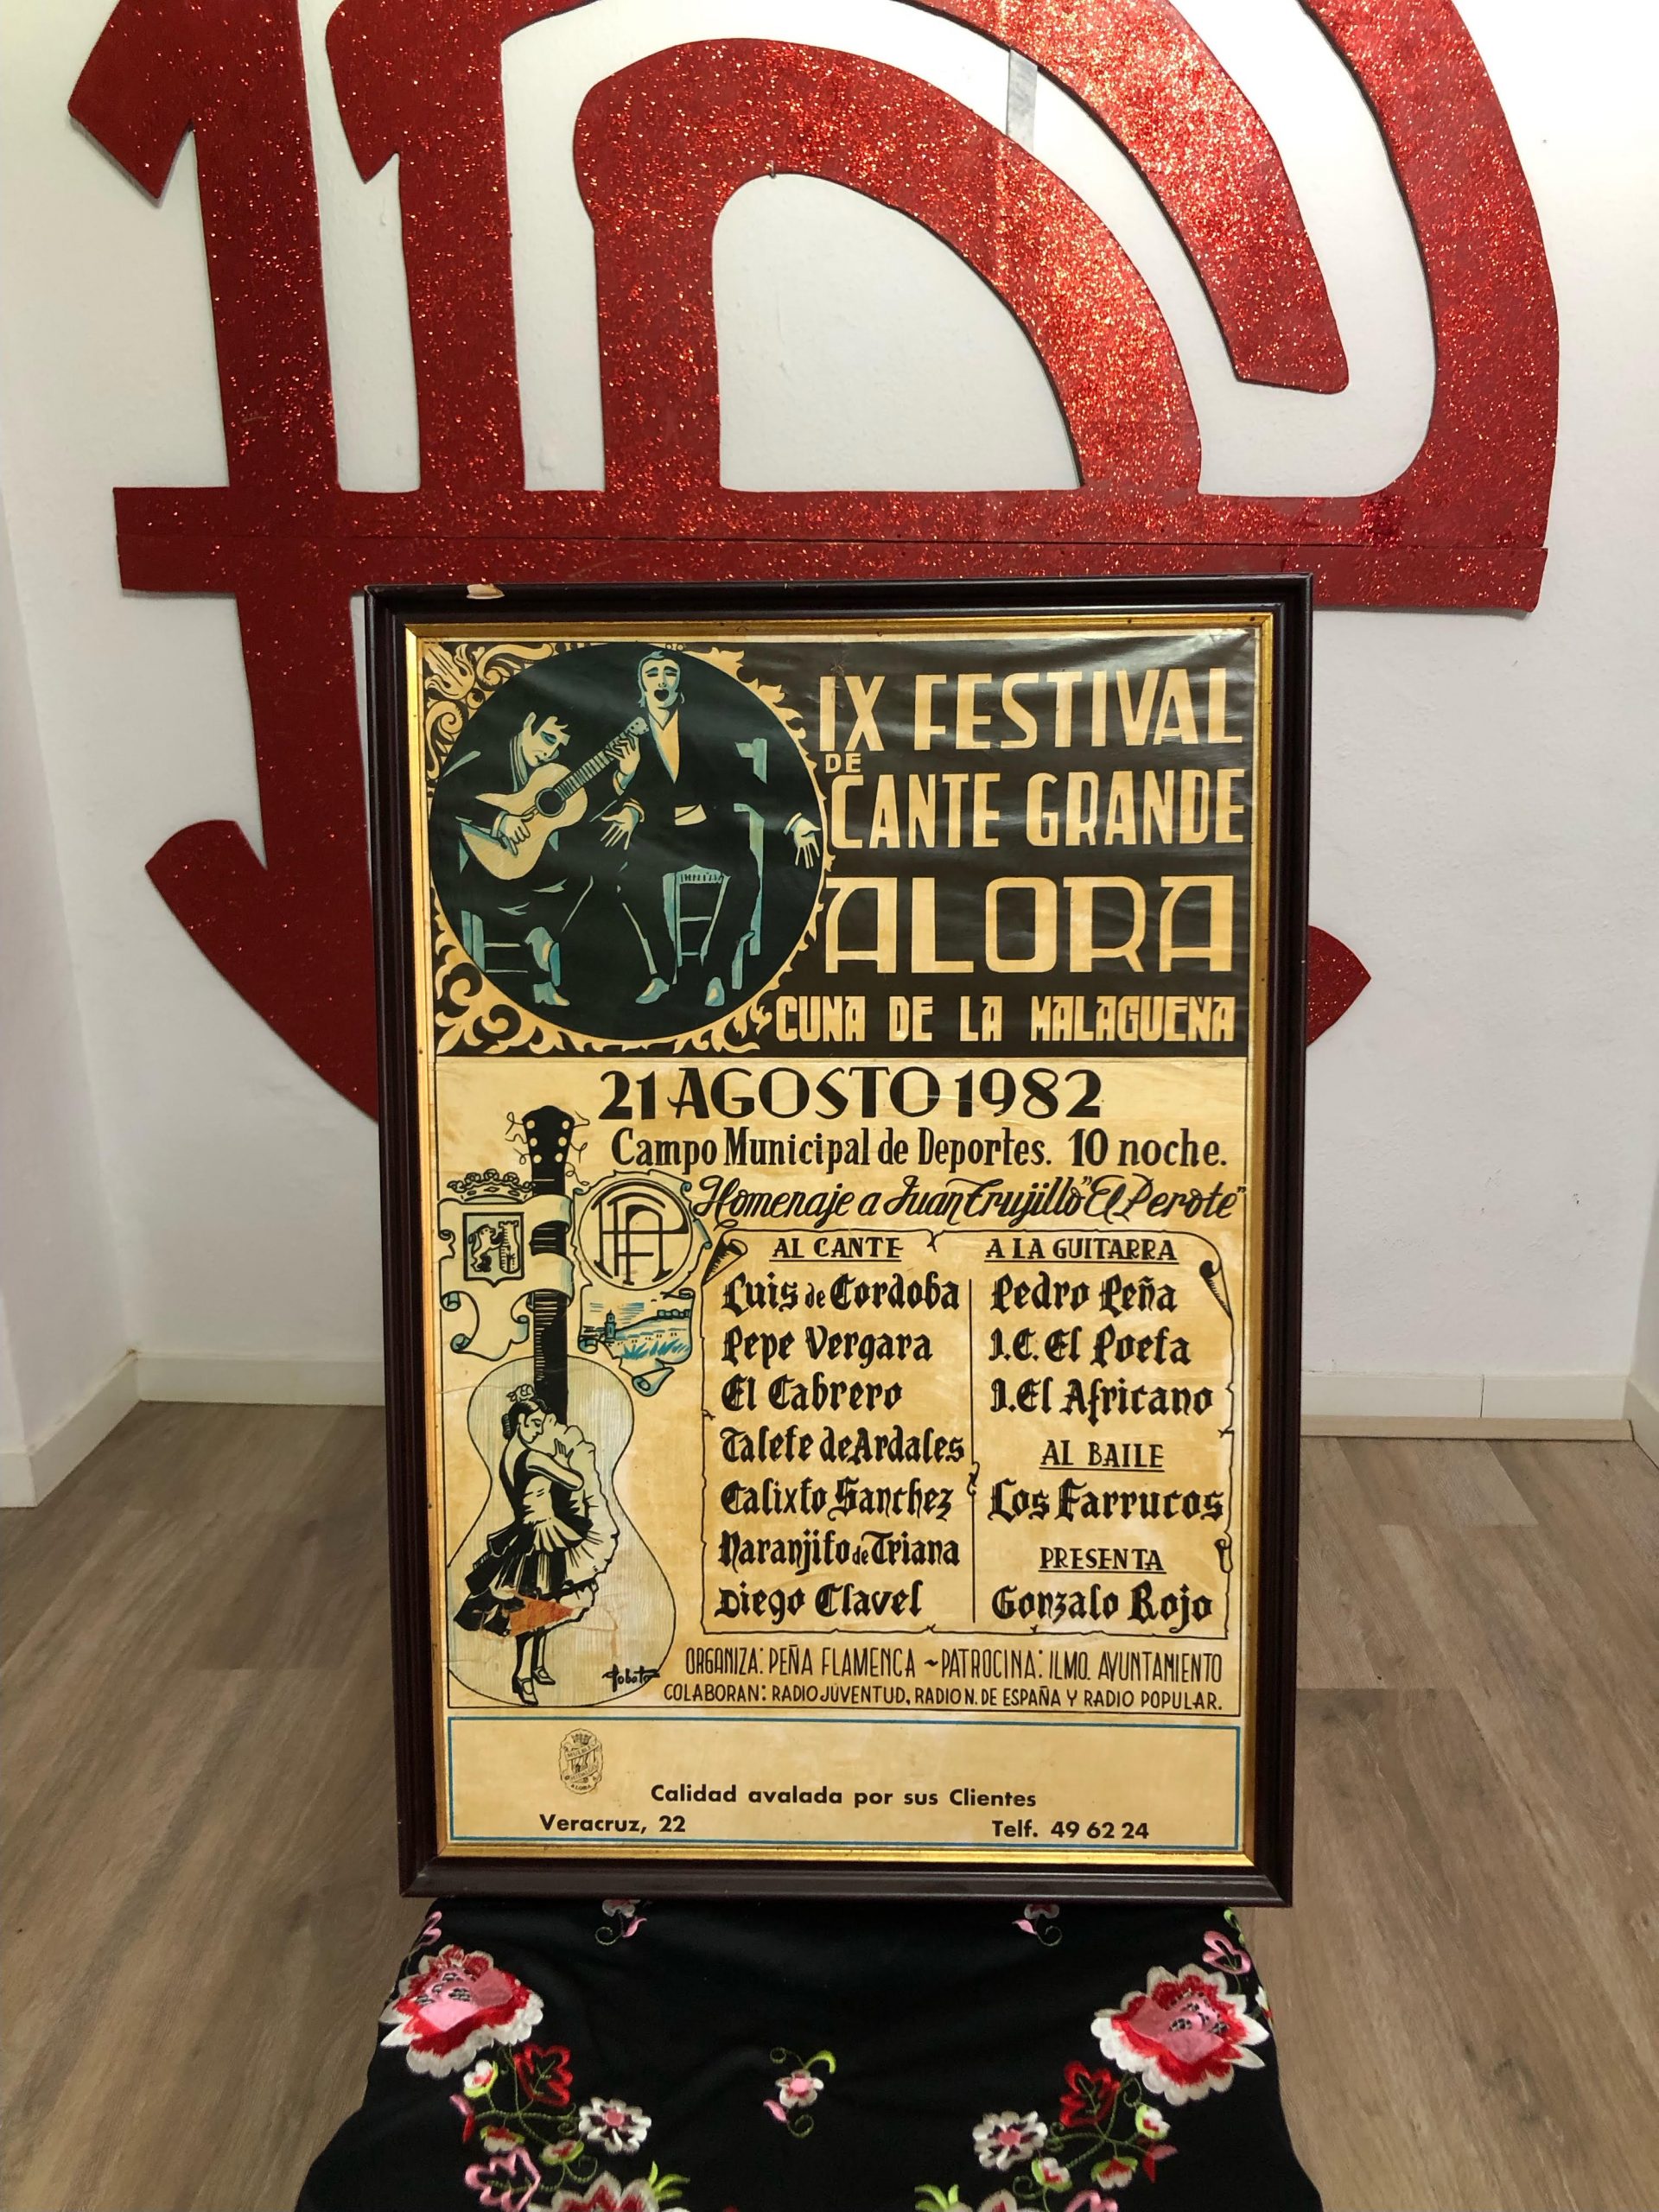 IX FESTIVAL
DE
CANTE GRANDE
ALORA
CUNA DE LA MALAGUENA
21 AGOSTO 1982
Campo Municipal de Deportes. 10 noche.
Homenaje a Juan Trujillo "El Perote"
AL CANTE
Luis de Cordoba
Pepe Vergara
El Cabrero
Talefe de Ardales
Calixto Sanchez
Naranjito de Triana
Diego Clavel
A LA GUITARRA
Pedro Peña
J.C. El Poeta
J. El Africano
AL BAILE
Los Farrucos
PRESENTA
Gonzalo Rojo
ORGANIZA: PEÑA FLAMENCA ~ PATROCINA: ILMO. AYUNTAMIENTO
COLABORAN: RADIO JUVENTUD, RADIO N. DE ESPAÑA Y RADIO POPULAR.
Calidad avalada por sus Clientes
Veracruz, 22
Telf. 49 62 24